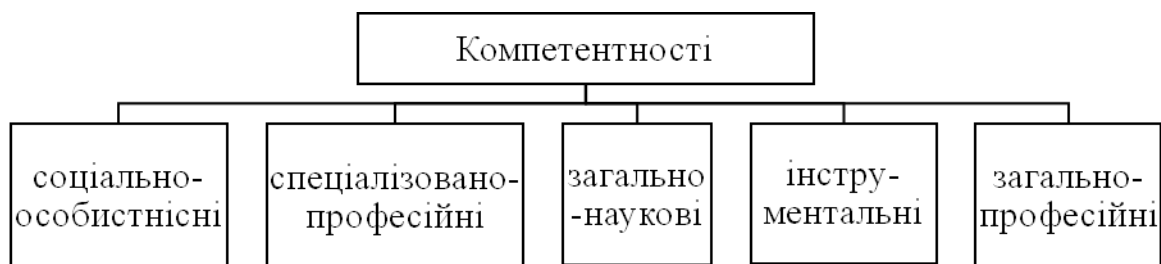 Компетентності
соціально-
особистнісні
спеціалізовано-
професійні
загально
-наукові
інстру-
ментальні
загально-
професійні